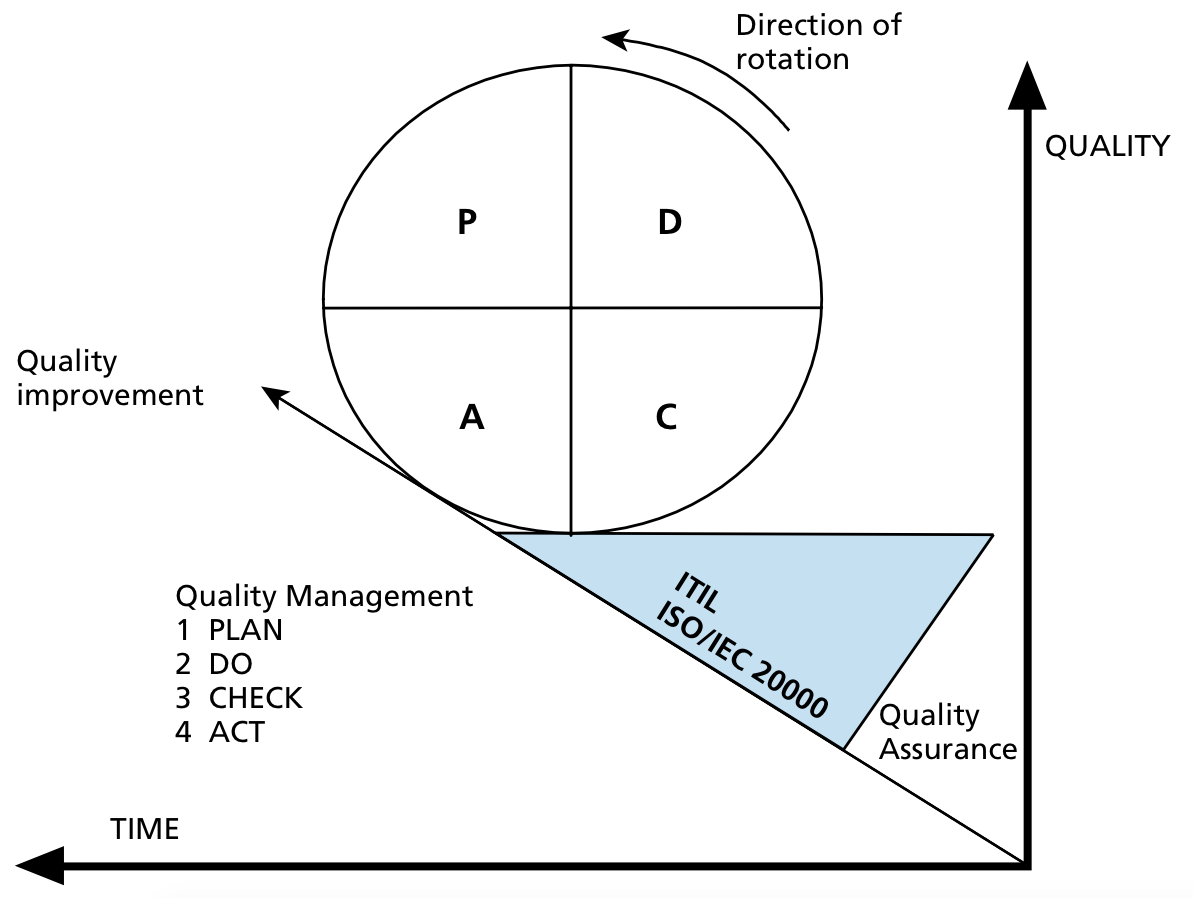 Direction of
rotation
QUALITY
P
D
Quality
improvement
A
C
ITIL
ISO/IEC 20000
Quality Management
1 PLAN
2 DO
3 CHECK
4 ACT
Quality
Assurance
TIME